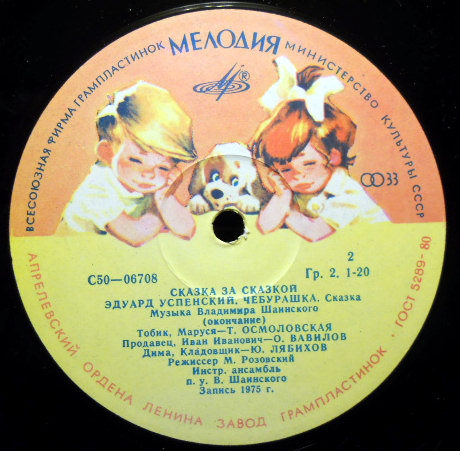 ВСЕСОЮЗНАЯ ФИРМА ГРАМПЛАСТИНОК МЕЛОДИЯ МИНИСТЕРСТВО КУЛЬТУРЫ СССР
М ®
33
С50—06708
2
Гр. 2. 1-20
СКАЗКА ЗА СКАЗКОЙ
ЭДУАРД УСПЕНСКИЙ. ЧЕБУРАШКА. Сказка
Музыка Владимира Шаинского
(окончание)
Тобик, Маруся—Т. ОСМОЛОВСКАЯ
Продавец, Иван Иванович—О. ВАВИЛОВ
Дима, Кладовщик—Ю. ЛЯБИХОВ
Режиссер М. Розовский
Инстр. ансамбль
п. у. В. Шаинского
Запись 1975 г.
АПРЕЛЕВСКИЙ ОРДЕНА ЛЕНИНА ЗАВОД ГРАМПЛАСТИНОК · ГОСТ 5289-80